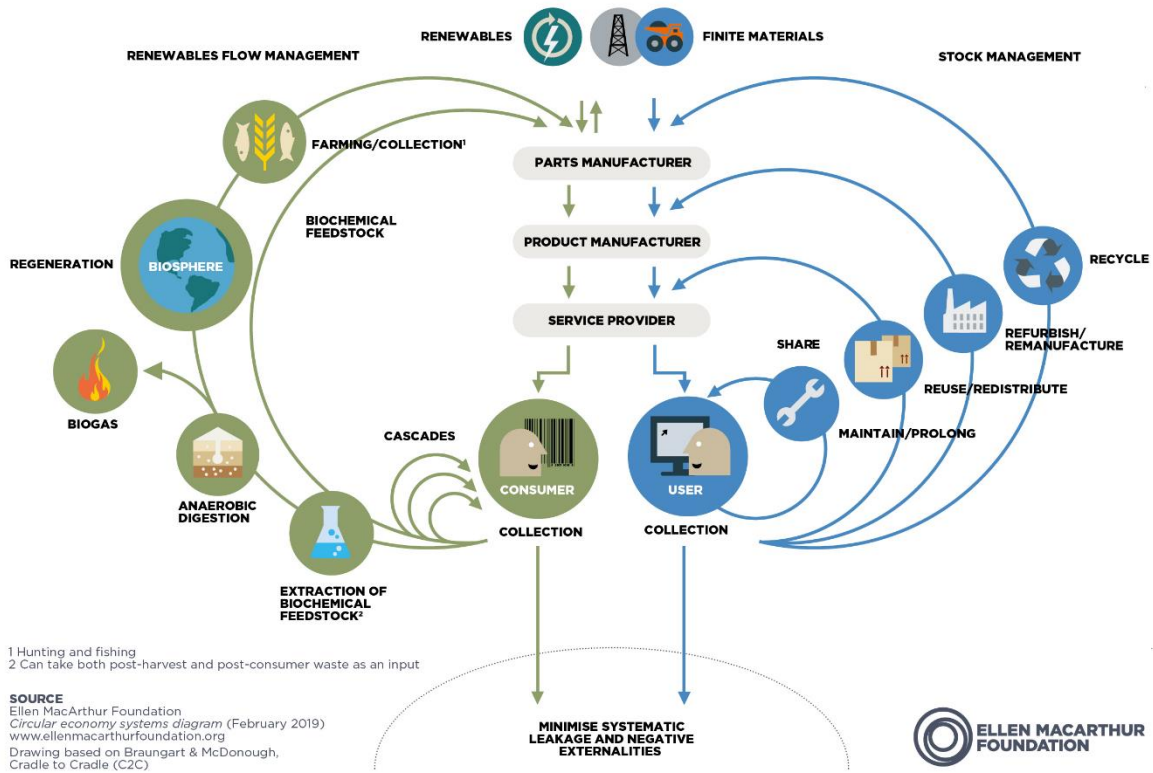 RENEWABLES
FINITE MATERIALS
RENEWABLES FLOW MANAGEMENT
STOCK MANAGEMENT
FARMING/COLLECTION¹
PARTS MANUFACTURER
BIOCHEMICAL
FEEDSTOCK
PRODUCT MANUFACTURER
REGENERATION
BIOSPHERE
RECYCLE
SERVICE PROVIDER
SHARE
REFURBISH/
REMANUFACTURE
REUSE/REDISTRIBUTE
BIOGAS
CASCADES
MAINTAIN/PROLONG
CONSUMER
USER
ANAEROBIC
DIGESTION
COLLECTION
COLLECTION
EXTRACTION OF
BIOCHEMICAL
FEEDSTOCK²
1 Hunting and fishing
2 Can take both post-harvest and post-consumer waste as an input
SOURCE
Ellen MacArthur Foundation
Circular economy systems diagram (February 2019)
www.ellenmacarthurfoundation.org
Drawing based on Braungart & McDonough,
Cradle to Cradle (C2C)
MINIMISE SYSTEMATIC
LEAKAGE AND NEGATIVE
EXTERNALITIES
ELLEN MACARTHUR
FOUNDATION